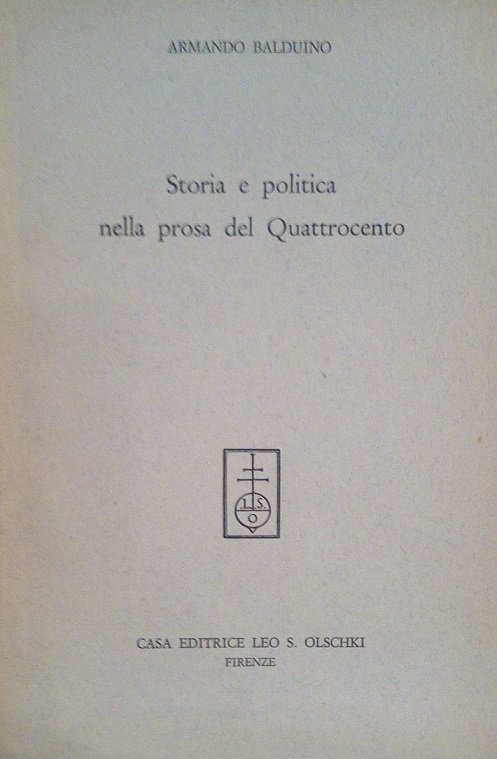 ARMANDO BALDUINO
Storia e politica
nella prosa del Quattrocento
.L.S.
O
CASA EDITRICE LEO S. OLSCHKI
FIRENZE